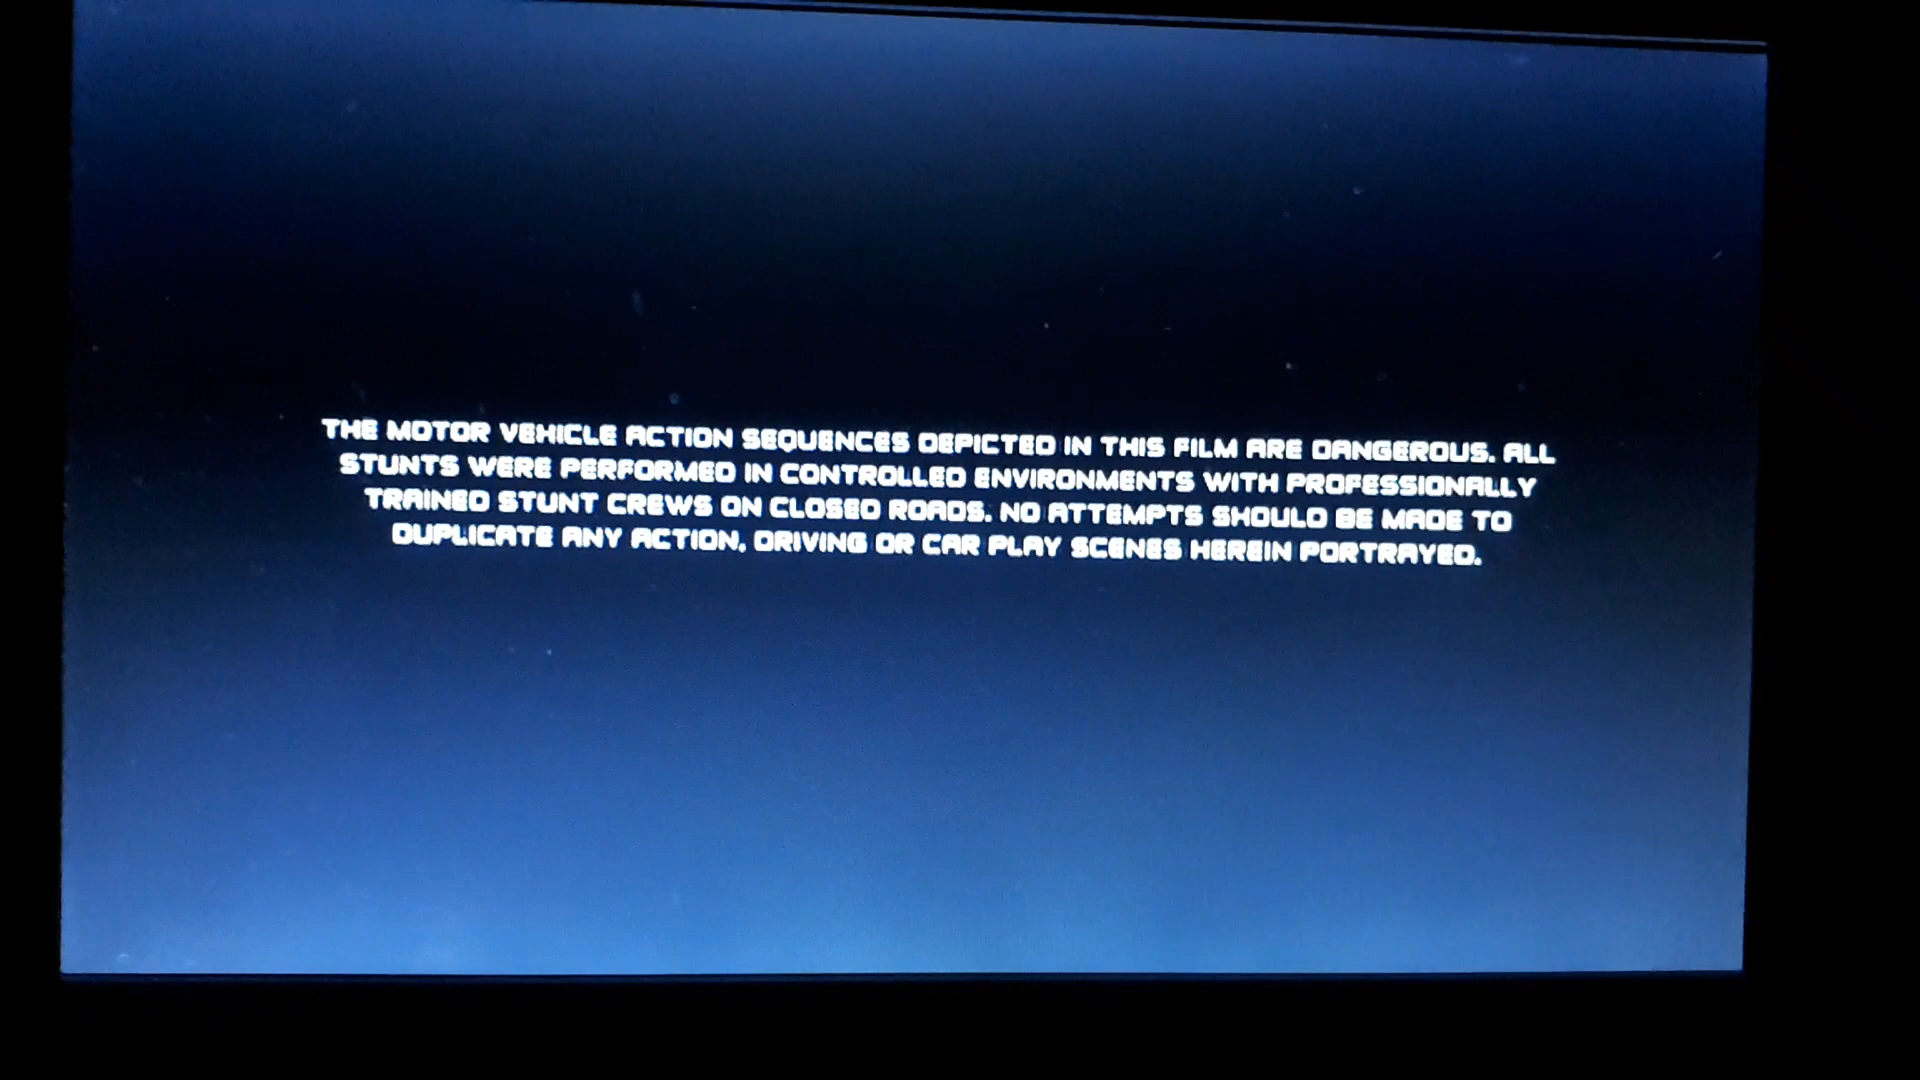 THE MOTOR VEHICLE ACTION SEQUENCES DEPICTED IN THIS FILM ARE DANGEROUS. ALL
STUNTS WERE PERFORMED IN CONTROLLED ENVIRONMENTS WITH PROFESSIONALLY
TRAINED STUNT CREWS ON CLOSED ROADS. NO ATTEMPTS SHOULD BE MADE TO
DUPLICATE ANY ACTION, DRIVING OR CAR PLAY SCENES HEREIN PORTRAYED.